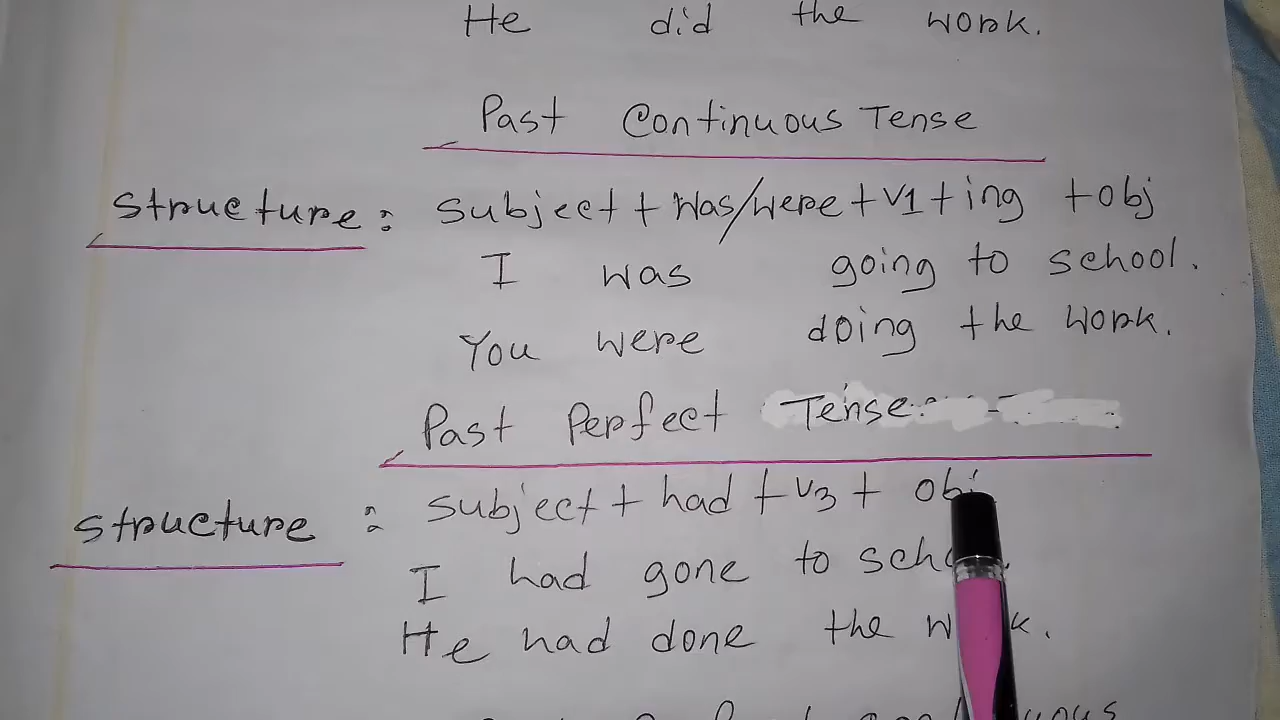 He did the work.
Past Continuous Tense
Structure: subject + was/were + v1 + ing + obj
I was going to school.
You were doing the work.
Past Perfect Tense
Structure : subject + had + v3 + obj
I had gone to
He had done the